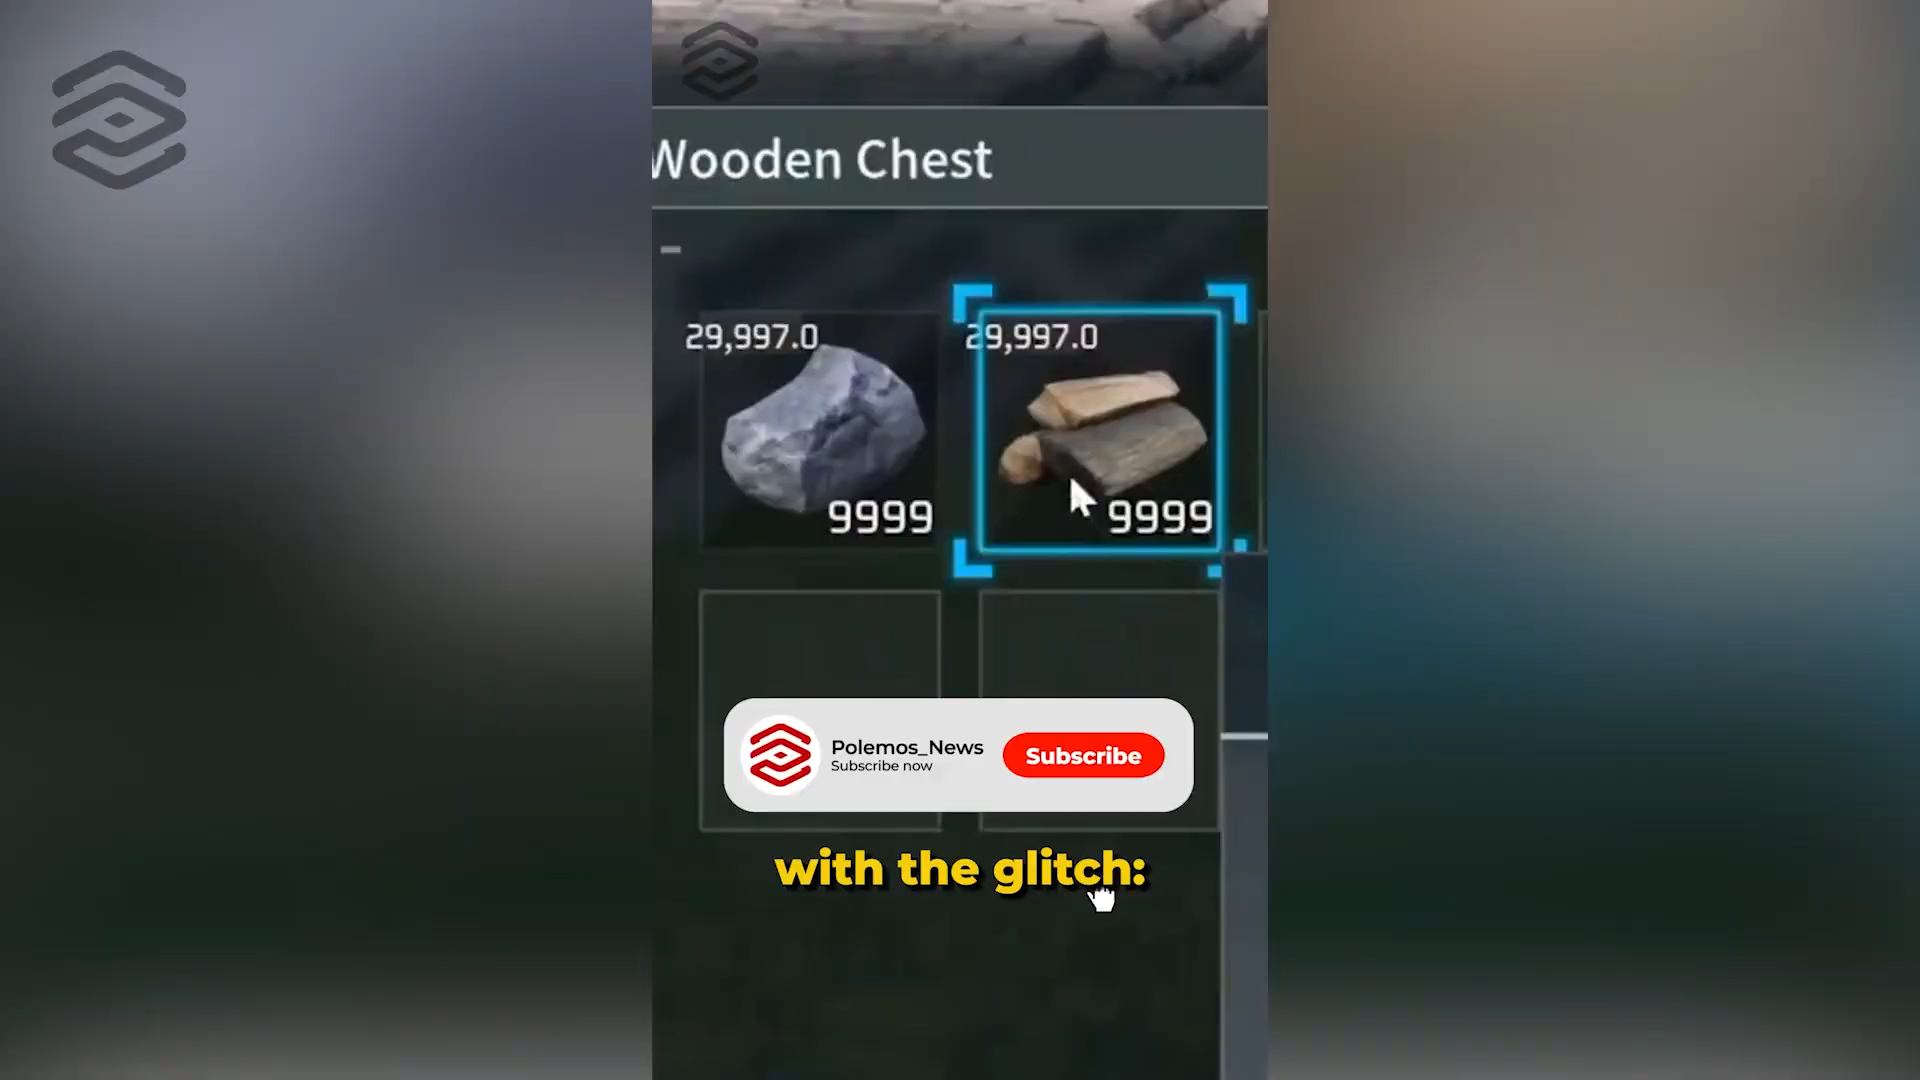 Wooden Chest
29,997.0
29,997.0
9999
9999
Polemos_News
Subscribe now
Subscribe
with the glitch: